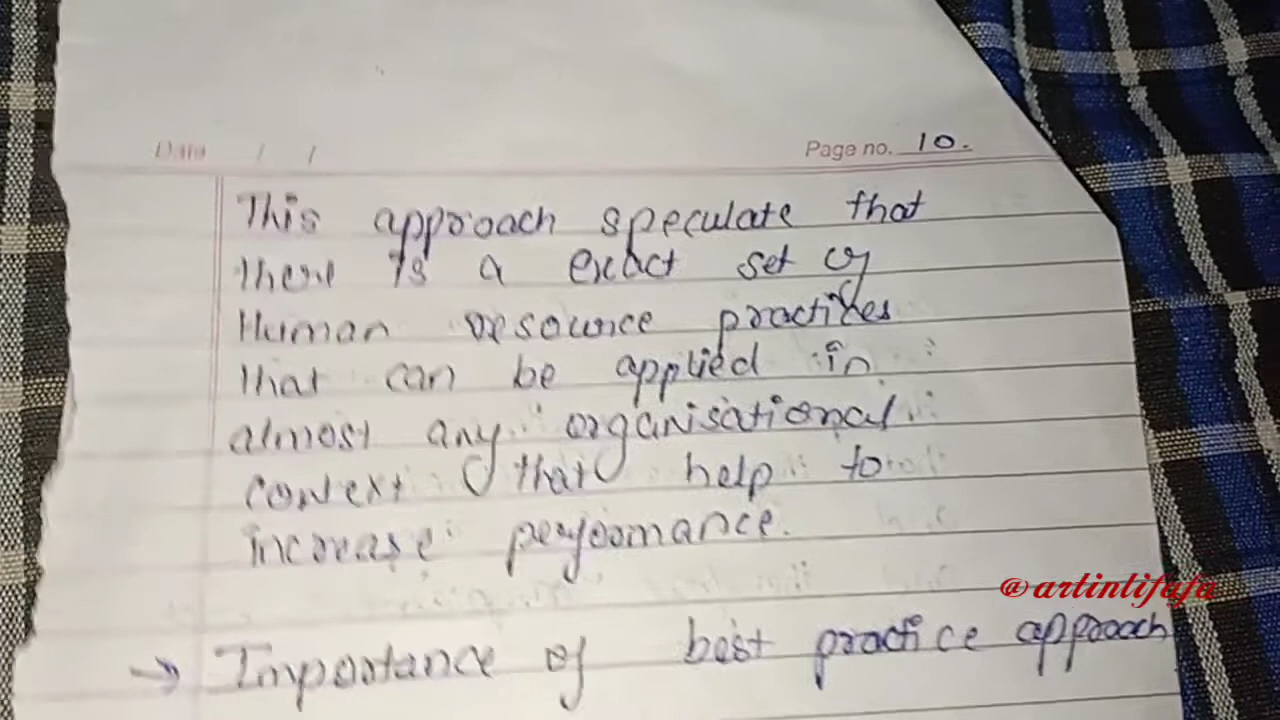 Date / / Page no. 10.
This approach speculate that
there is a exact set of
Human resource practices
that can be applied in
almost any organisational
context that help to
increase performance.
@artinlifafa
→ Importance of best practice approach